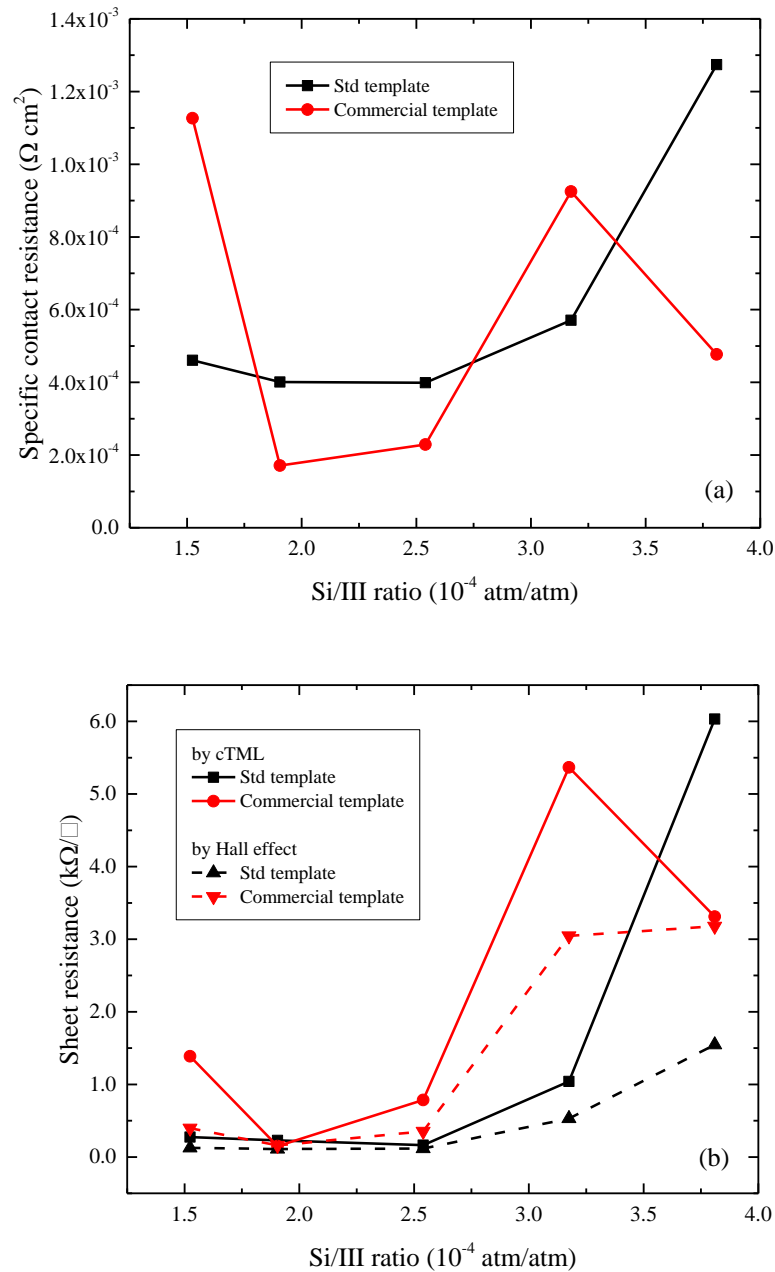 1.4x10⁻³
1.2x10⁻³
1.0x10⁻³
8.0x10⁻⁴
6.0x10⁻⁴
4.0x10⁻⁴
2.0x10⁻⁴
0.0
Specific contact resistance (Ω cm²)
Std template
Commercial template
(a)
1.5 2.0 2.5 3.0 3.5 4.0
Si/III ratio (10⁻⁴ atm/atm)
6.0
5.0
4.0
3.0
2.0
1.0
0.0
Sheet resistance (kΩ/□)
by cTML
Std template
Commercial template
by Hall effect
Std template
Commercial template
(b)
1.5 2.0 2.5 3.0 3.5 4.0
Si/III ratio (10⁻⁴ atm/atm)